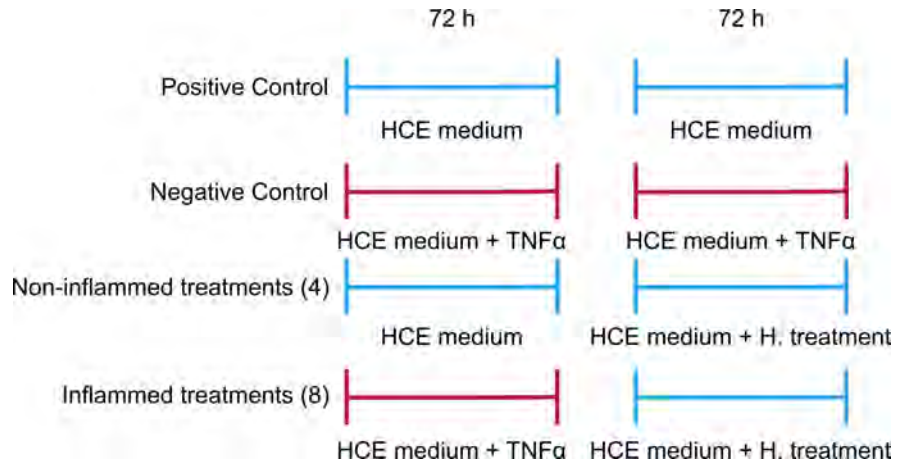 72 h 72 h
Positive Control
HCE medium HCE medium
Negative Control
HCE medium + TNFα HCE medium + TNFα
Non-inflammed treatments (4)
HCE medium HCE medium + H. treatment
Inflammed treatments (8)
HCE medium + TNFα HCE medium + H. treatment